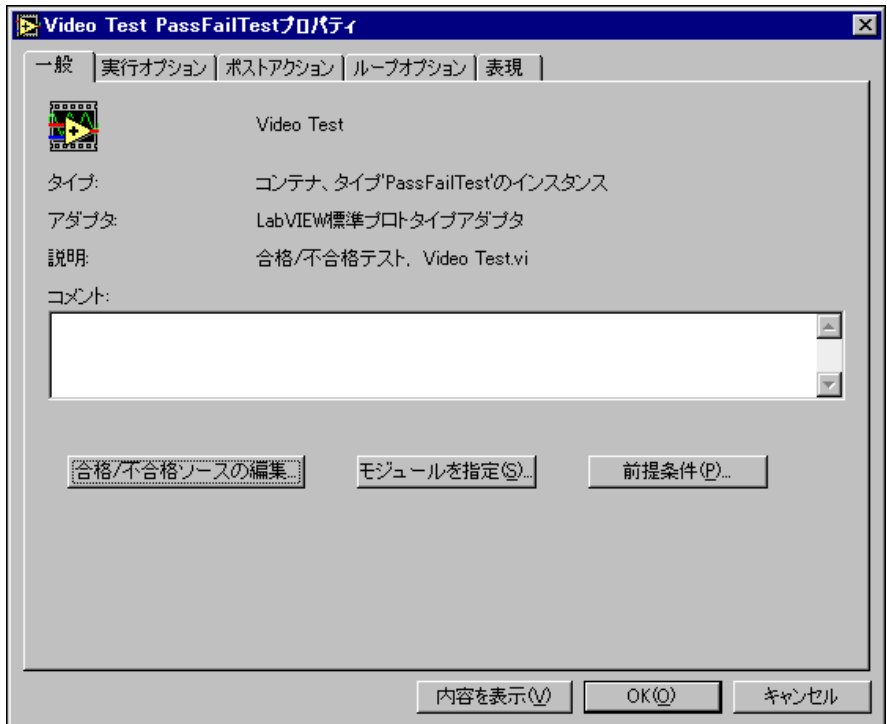 Video Test PassFailTestプロパティ
一般 実行オプション ポストアクション ループオプション 表現
Video Test
タイプ: コンテナ、タイプ'PassFailTest'のインスタンス
アダプタ: LabVIEW標準プロトタイプアダプタ
説明: 合格/不合格テスト, Video Test.vi
コメント:
合格/不合格ソースの編集... モジュールを指定(S)... 前提条件(P)...
内容を表示(V) OK(O) キャンセル